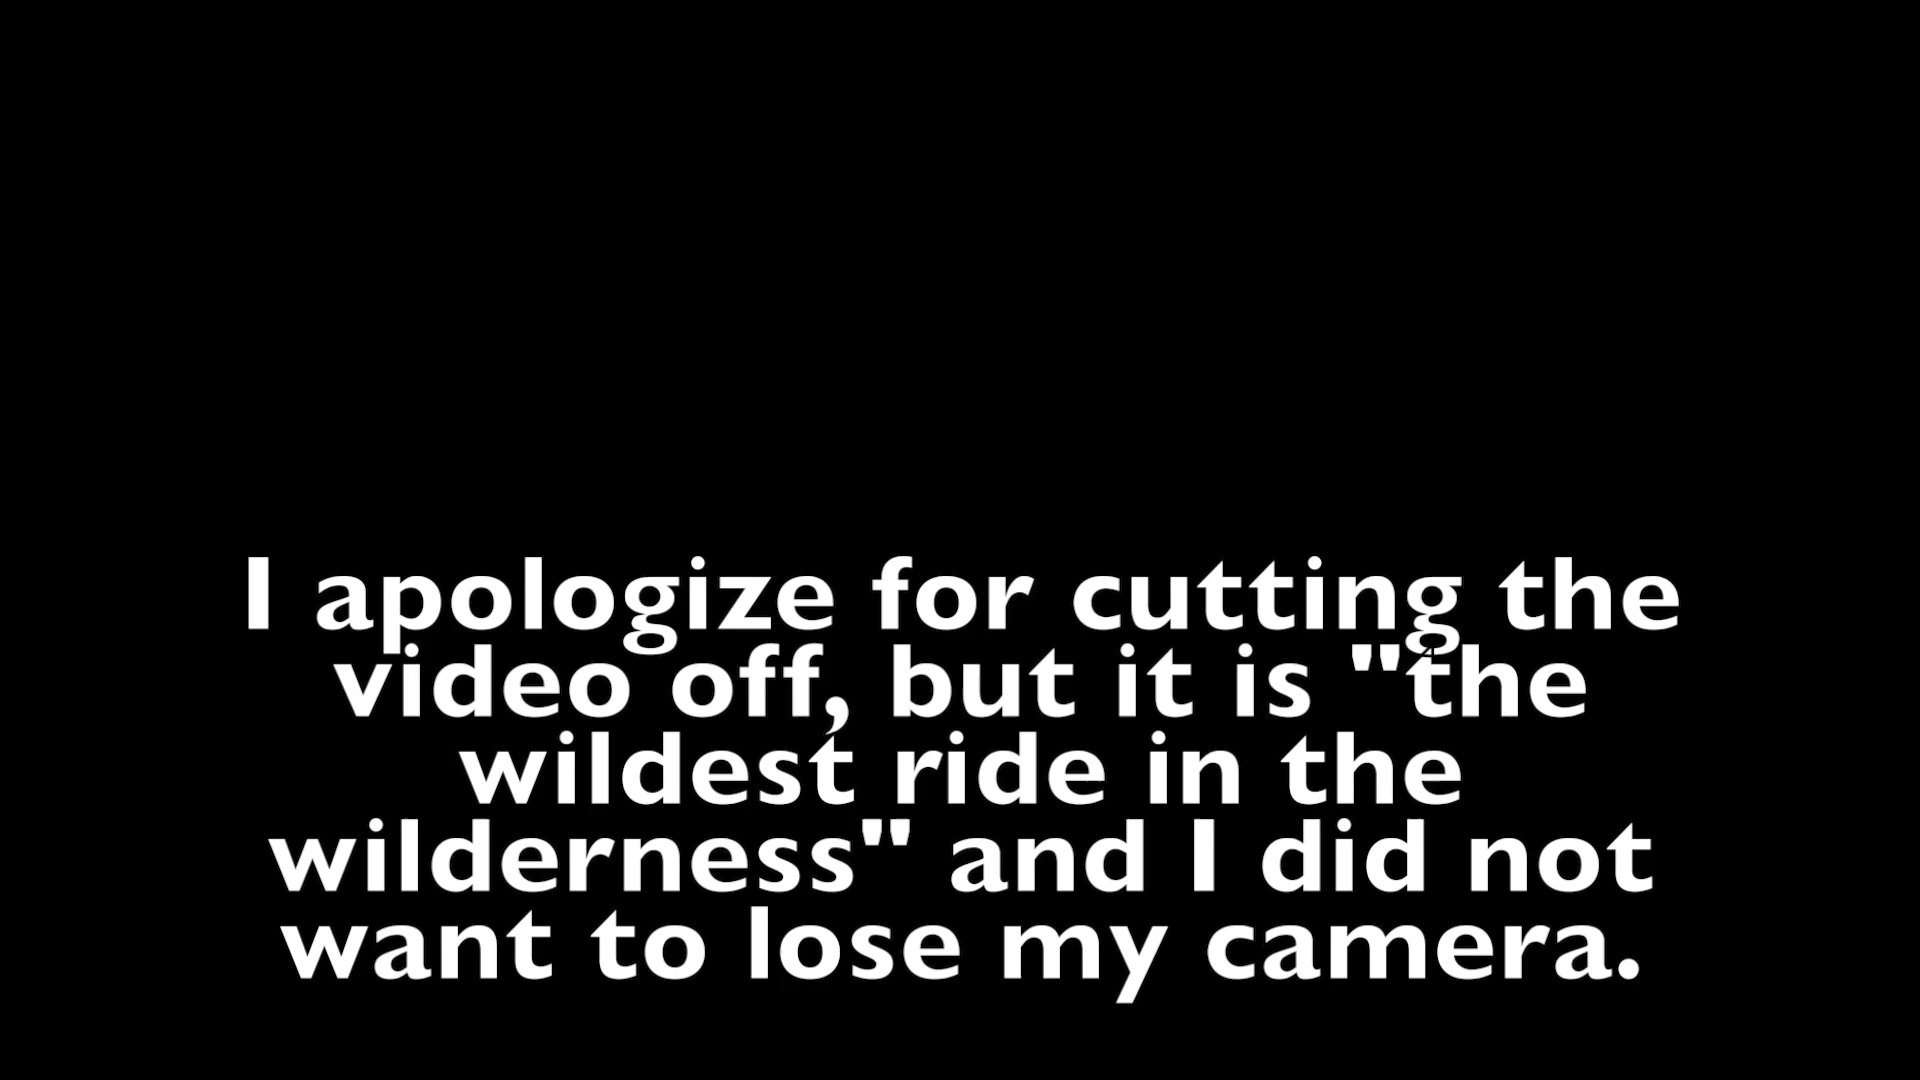 I apologize for cutting the
video off, but it is "the
wildest ride in the
wilderness" and I did not
want to lose my camera.